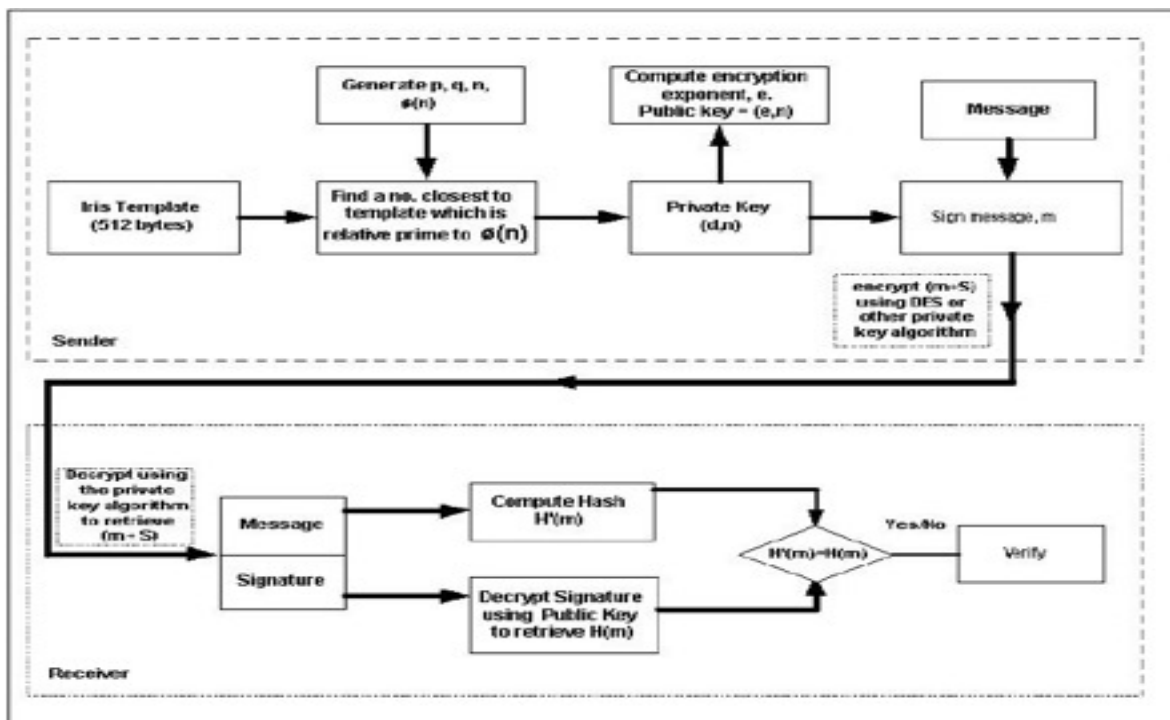 Generate p, q, n,
ø(n)
Compute encryption
exponent, e.
Public key = (e,n)
Message
Iris Template
(512 bytes)
Find a no. closest to
template which is
relative prime to ø(n)
Private Key
(d,n)
Sign message, m
encrypt (m+S)
using DES or
other private
key algorithm
Sender
Decrypt using
the private
key algorithm
to retrieve
(m+S)
Message
Signature
Compute Hash
H'(m)
Decrypt Signature
using Public Key
to retrieve H(m)
H'(m)=H(m)
Yes/No
Verify
Receiver